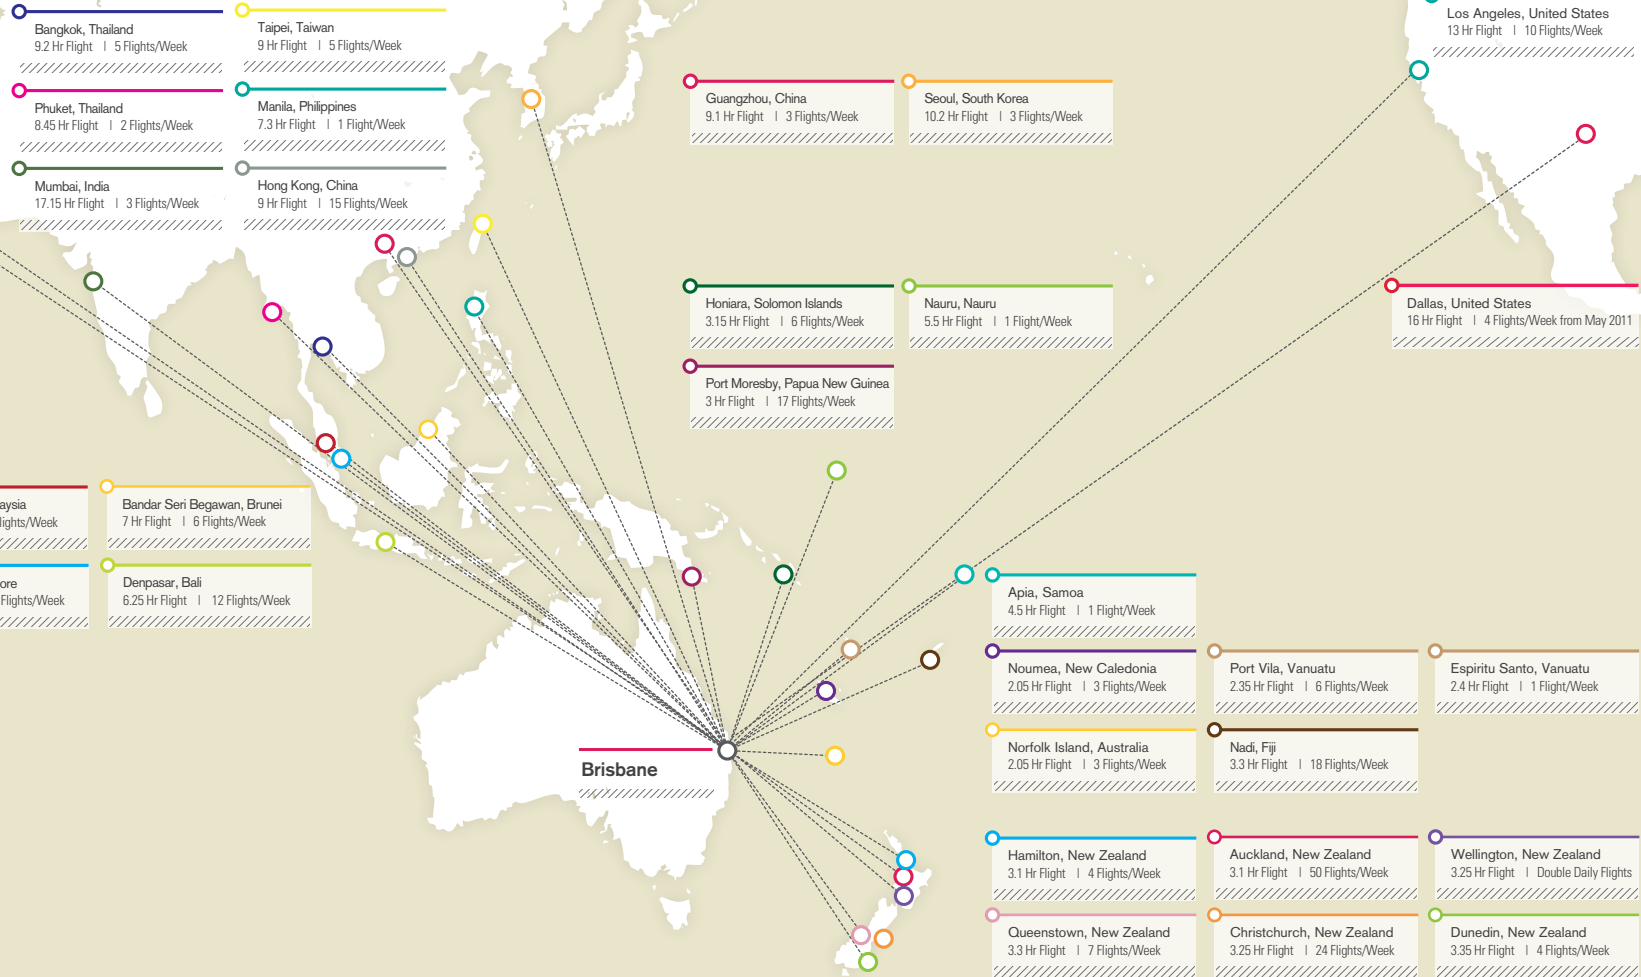 Bangkok, Thailand
9.2 Hr Flight | 5 Flights/Week
Taipei, Taiwan
9 Hr Flight | 5 Flights/Week
Phuket, Thailand
8.45 Hr Flight | 2 Flights/Week
Manila, Philippines
7.3 Hr Flight | 1 Flight/Week
Mumbai, India
17.15 Hr Flight | 3 Flights/Week
Hong Kong, China
9 Hr Flight | 15 Flights/Week
Guangzhou, China
9.1 Hr Flight | 3 Flights/Week
Seoul, South Korea
10.2 Hr Flight | 3 Flights/Week
Los Angeles, United States
13 Hr Flight | 10 Flights/Week
Honiara, Solomon Islands
3.15 Hr Flight | 6 Flights/Week
Nauru, Nauru
5.5 Hr Flight | 1 Flight/Week
Port Moresby, Papua New Guinea
3 Hr Flight | 17 Flights/Week
Dallas, United States
16 Hr Flight | 4 Flights/Week from May 2011
aysia
lights/Week
Bandar Seri Begawan, Brunei
7 Hr Flight | 6 Flights/Week
ore
Flights/Week
Denpasar, Bali
6.25 Hr Flight | 12 Flights/Week
Apia, Samoa
4.5 Hr Flight | 1 Flight/Week
Noumea, New Caledonia
2.05 Hr Flight | 3 Flights/Week
Port Vila, Vanuatu
2.35 Hr Flight | 6 Flights/Week
Espiritu Santo, Vanuatu
2.4 Hr Flight | 1 Flight/Week
Norfolk Island, Australia
2.05 Hr Flight | 3 Flights/Week
Nadi, Fiji
3.3 Hr Flight | 18 Flights/Week
Brisbane
Hamilton, New Zealand
3.1 Hr Flight | 4 Flights/Week
Auckland, New Zealand
3.1 Hr Flight | 50 Flights/Week
Wellington, New Zealand
3.25 Hr Flight | Double Daily Flights
Queenstown, New Zealand
3.3 Hr Flight | 7 Flights/Week
Christchurch, New Zealand
3.25 Hr Flight | 24 Flights/Week
Dunedin, New Zealand
3.35 Hr Flight | 4 Flights/Week